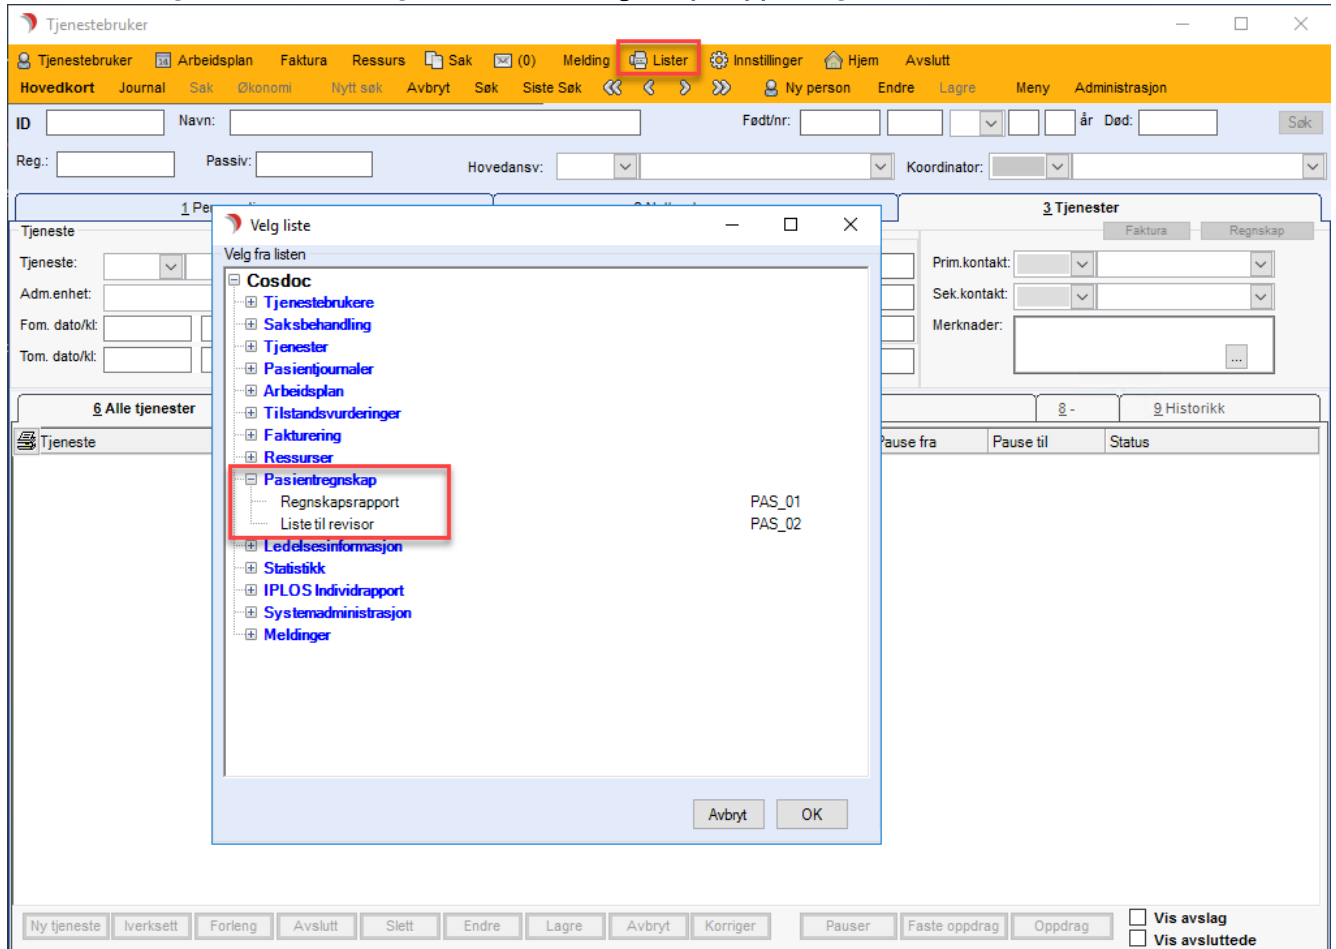 Tjenestebruker
Tjenestebruker Arbeidsplan Faktura Ressurs Sak (0) Melding Lister Innstillinger Hjem Avslutt
Hovedkort Journal Sak Økonomi Nytt søk Avbryt Søk Siste Søk Ny person Endre Lagre Meny Administrasjon
ID Navn: Født/nr: år Død: Søk
Reg.: Passiv: Hovedansv: Koordinator:
1 Per 3 Tjenester
Tjeneste Faktura Regnskap
Tjeneste: Prim.kontakt:
Adm.enhet: Sek.kontakt:
Fom. dato/kl: Merknader:
Tom. dato/kl: ...
6 Alle tjenester 8 - 9 Historikk
Tjeneste Pause fra Pause til Status
Velg liste
Velg fra listen
Cosdoc
Tjenestebrukere
Saksbehandling
Tjenester
Pasientjournaler
Arbeidsplan
Tilstandsvurderinger
Fakturering
Ressurser
Pasientregnskap
Regnskapsrapport PAS_01
Liste til revisor PAS_02
Ledelsesinformasjon
Statistikk
IPLOS Individrapport
Systemadministrasjon
Meldinger
Avbryt OK
Ny tjeneste Iverksett Forleng Avslutt Slett Endre Lagre Avbryt Korriger Pauser Faste oppdrag Oppdrag Vis avslag
Vis avsluttede